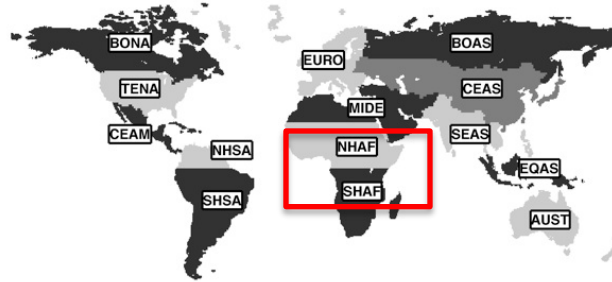 BONA
BOAS
EURO
TENA
CEAS
MIDE
CEAM
SEAS
NHSA
NHAF
EQAS
SHSA
SHAF
AUST